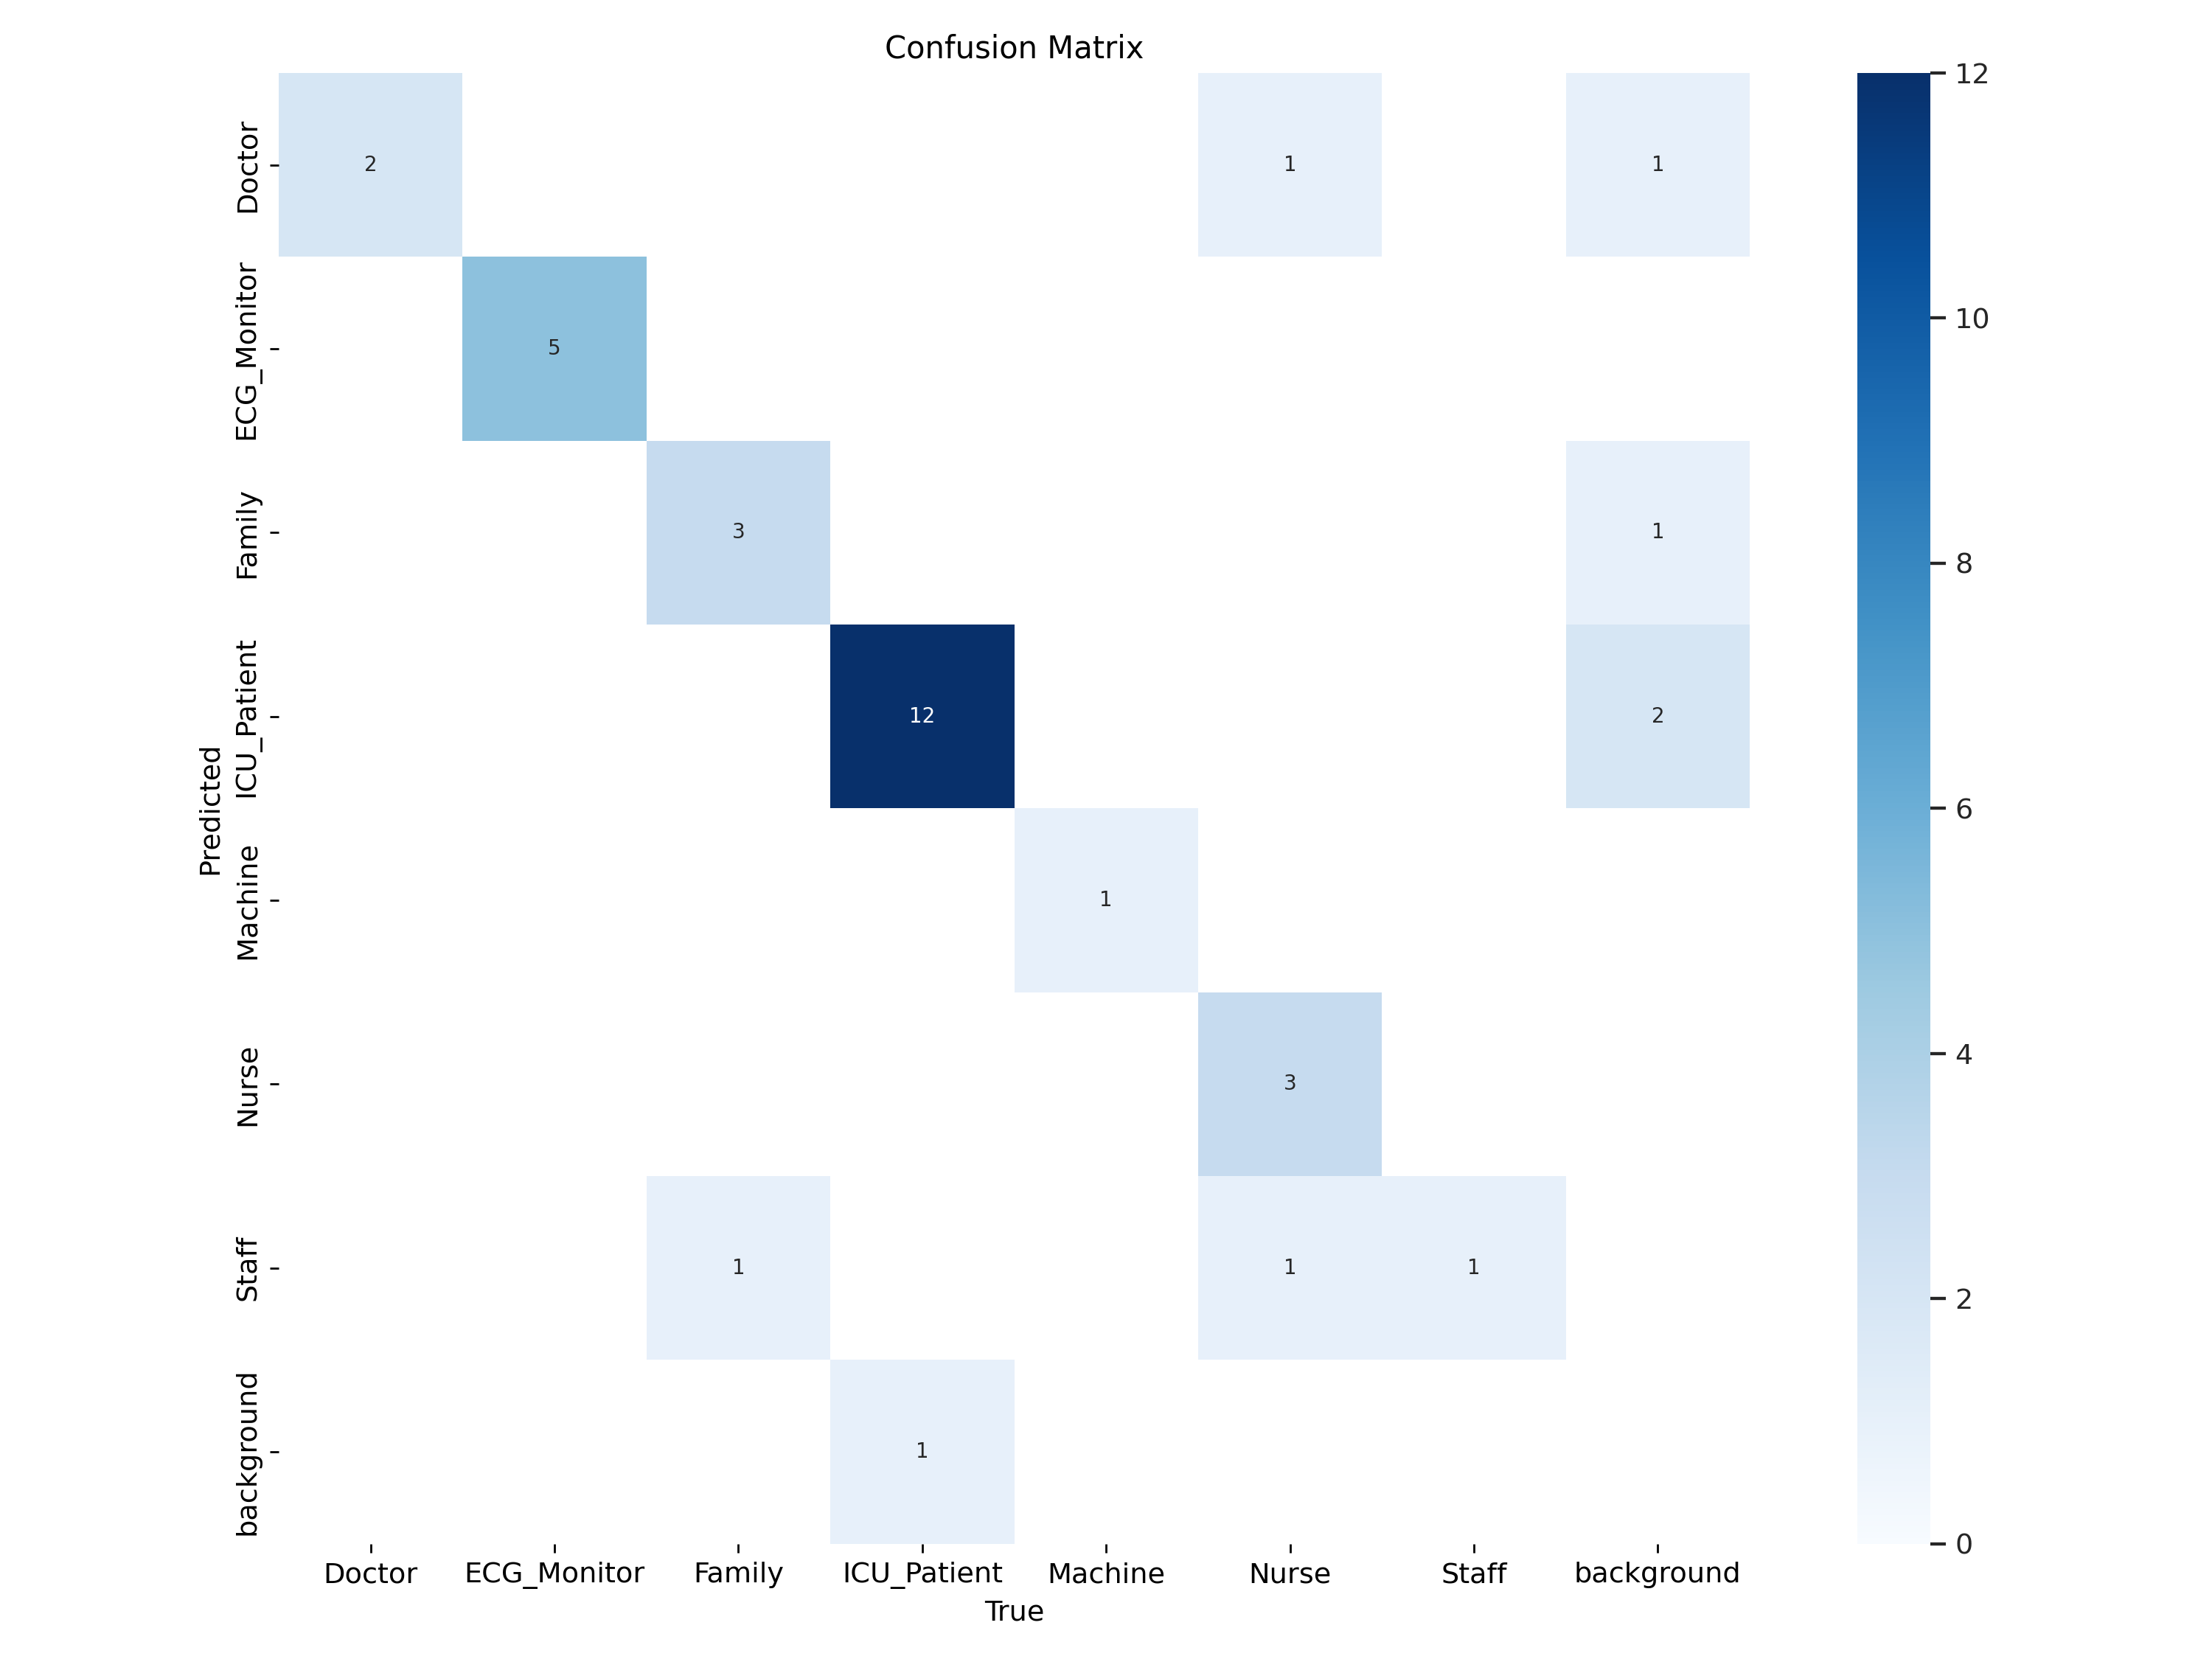 Confusion Matrix
Predicted
Doctor
2
1
1
ECG_Monitor
5
Family
3
1
ICU_Patient
12
2
Machine
1
Nurse
3
Staff
1
1
1
background
1
Doctor ECG_Monitor Family ICU_Patient Machine Nurse Staff background
True
12
10
8
6
4
2
0